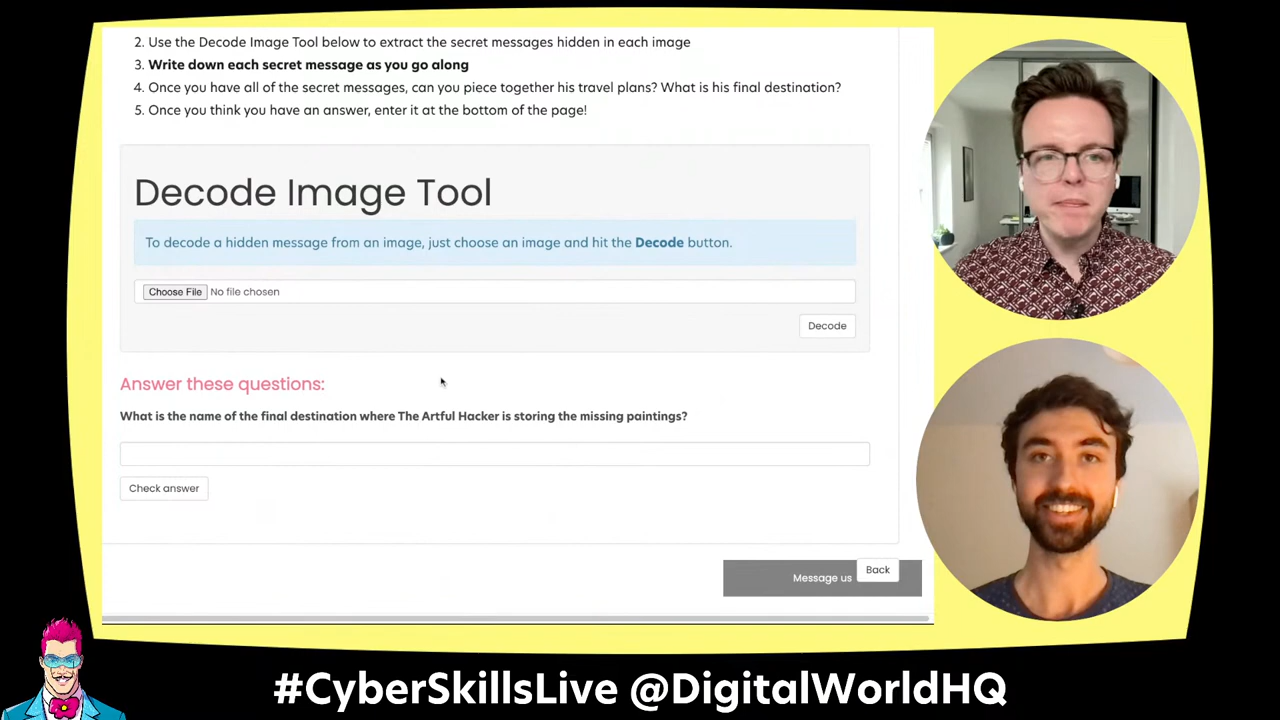 2. Use the Decode Image Tool below to extract the secret messages hidden in each image
3. Write down each secret message as you go along
4. Once you have all of the secret messages, can you piece together his travel plans? What is his final destination?
5. Once you think you have an answer, enter it at the bottom of the page!
Decode Image Tool
To decode a hidden message from an image, just choose an image and hit the Decode button.
Choose File No file chosen
Decode
Answer these questions:
What is the name of the final destination where The Artful Hacker is storing the missing paintings?
Check answer
Message us
Back
#CyberSkillsLive @DigitalWorldHQ